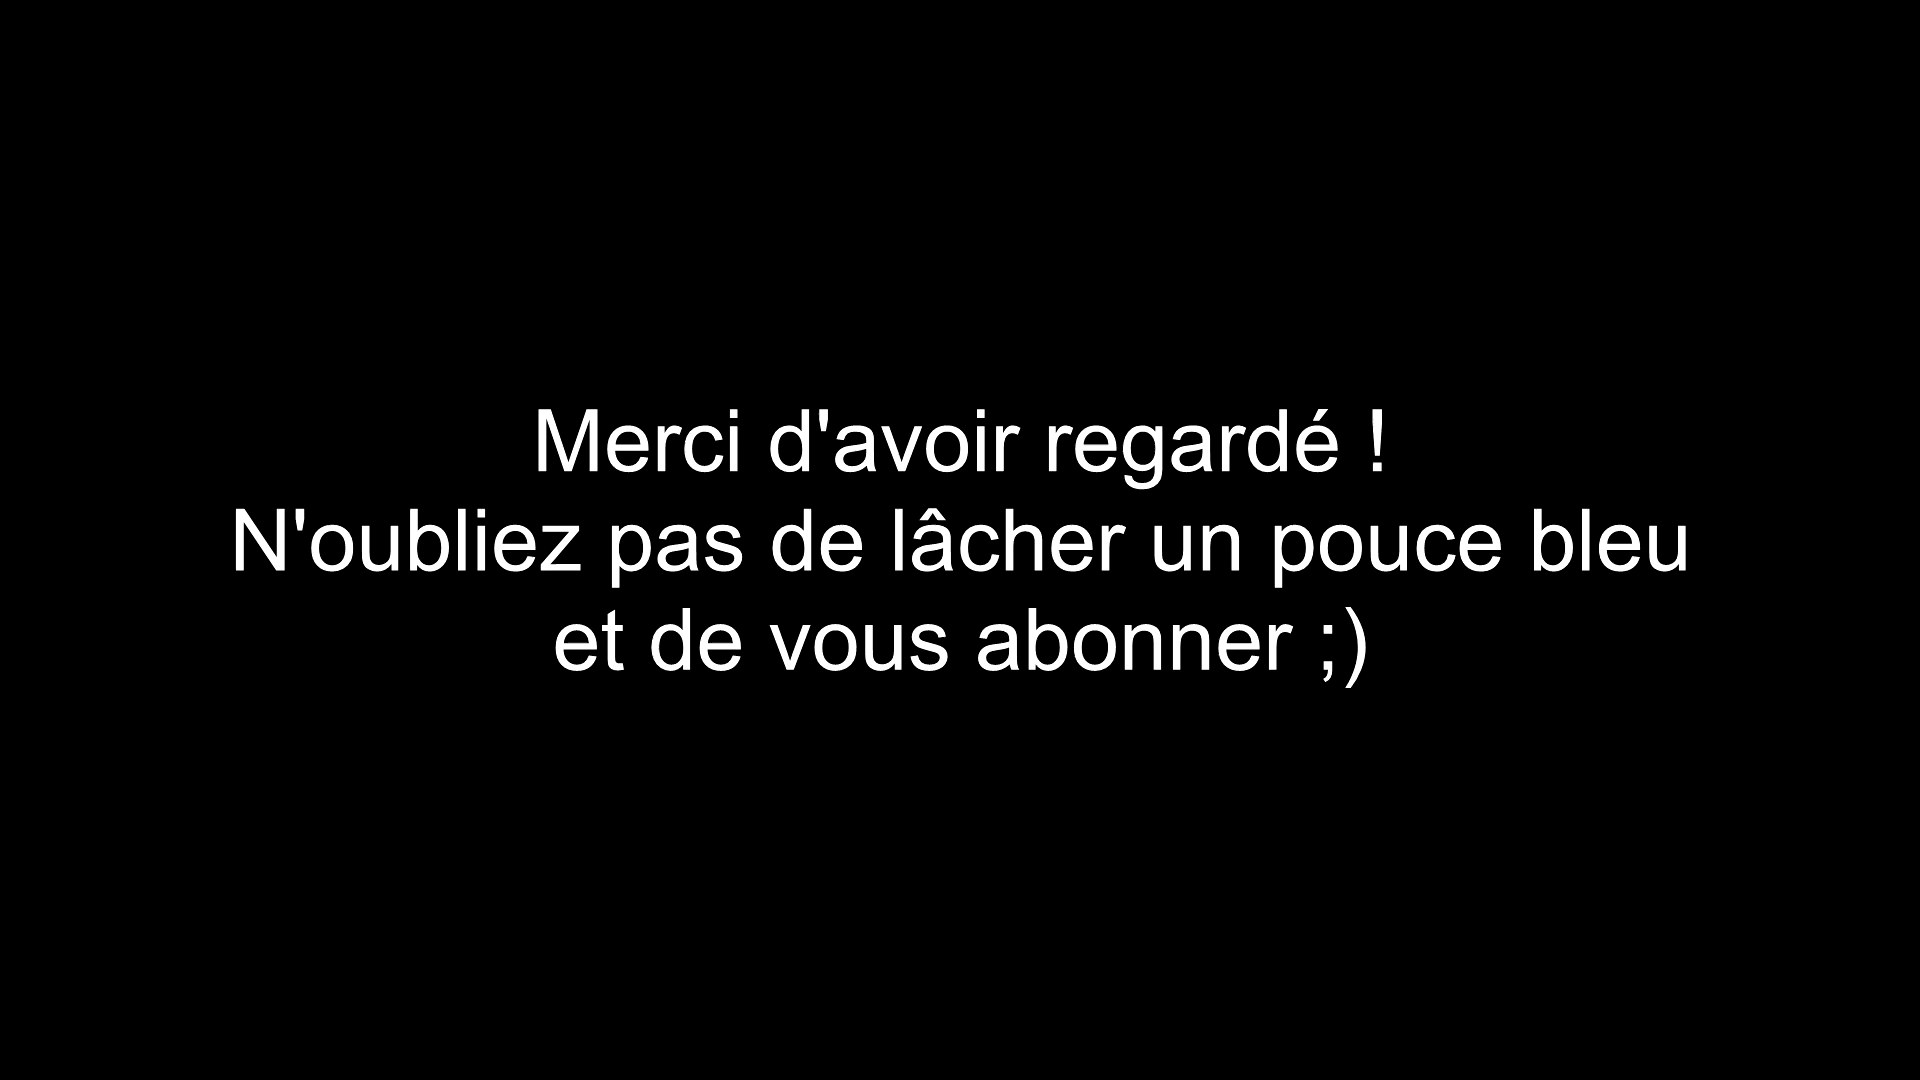 Merci d'avoir regardé !
N'oubliez pas de lâcher un pouce bleu
et de vous abonner ;)